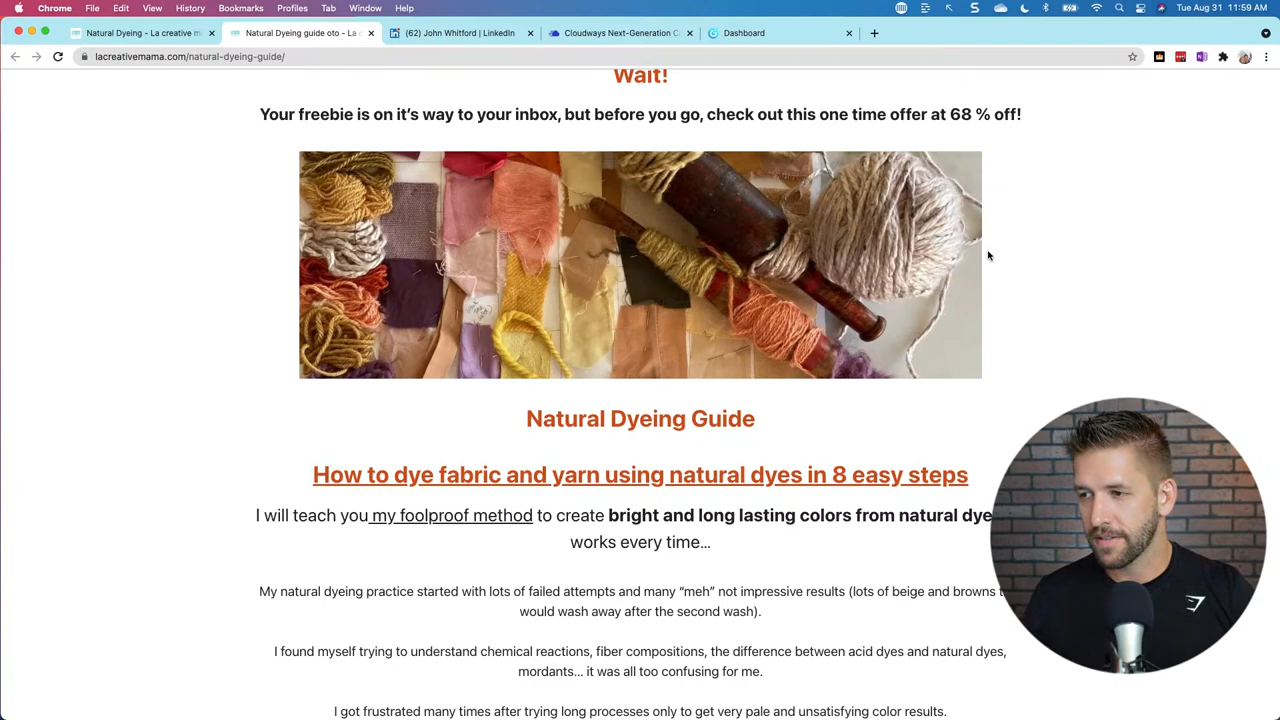 Chrome File Edit View History Bookmarks Profiles Tab Window Help
Tue Aug 31 11:59 AM
Natural Dyeing - La creative m
Natural Dyeing guide oto - La c
(62) John Whitford | LinkedIn
Cloudways Next-Generation C
Dashboard
lacreativemama.com/natural-dyeing-guide/
Wait!
Your freebie is on it’s way to your inbox, but before you go, check out this one time offer at 68 % off!
Natural Dyeing Guide
How to dye fabric and yarn using natural dyes in 8 easy steps
I will teach you my foolproof method to create bright and long lasting colors from natural dye
works every time…
My natural dyeing practice started with lots of failed attempts and many “meh” not impressive results (lots of beige and browns t
would wash away after the second wash).
I found myself trying to understand chemical reactions, fiber compositions, the difference between acid dyes and natural dyes,
mordants… it was all too confusing for me.
I got frustrated many times after trying long processes only to get very pale and unsatisfying color results.